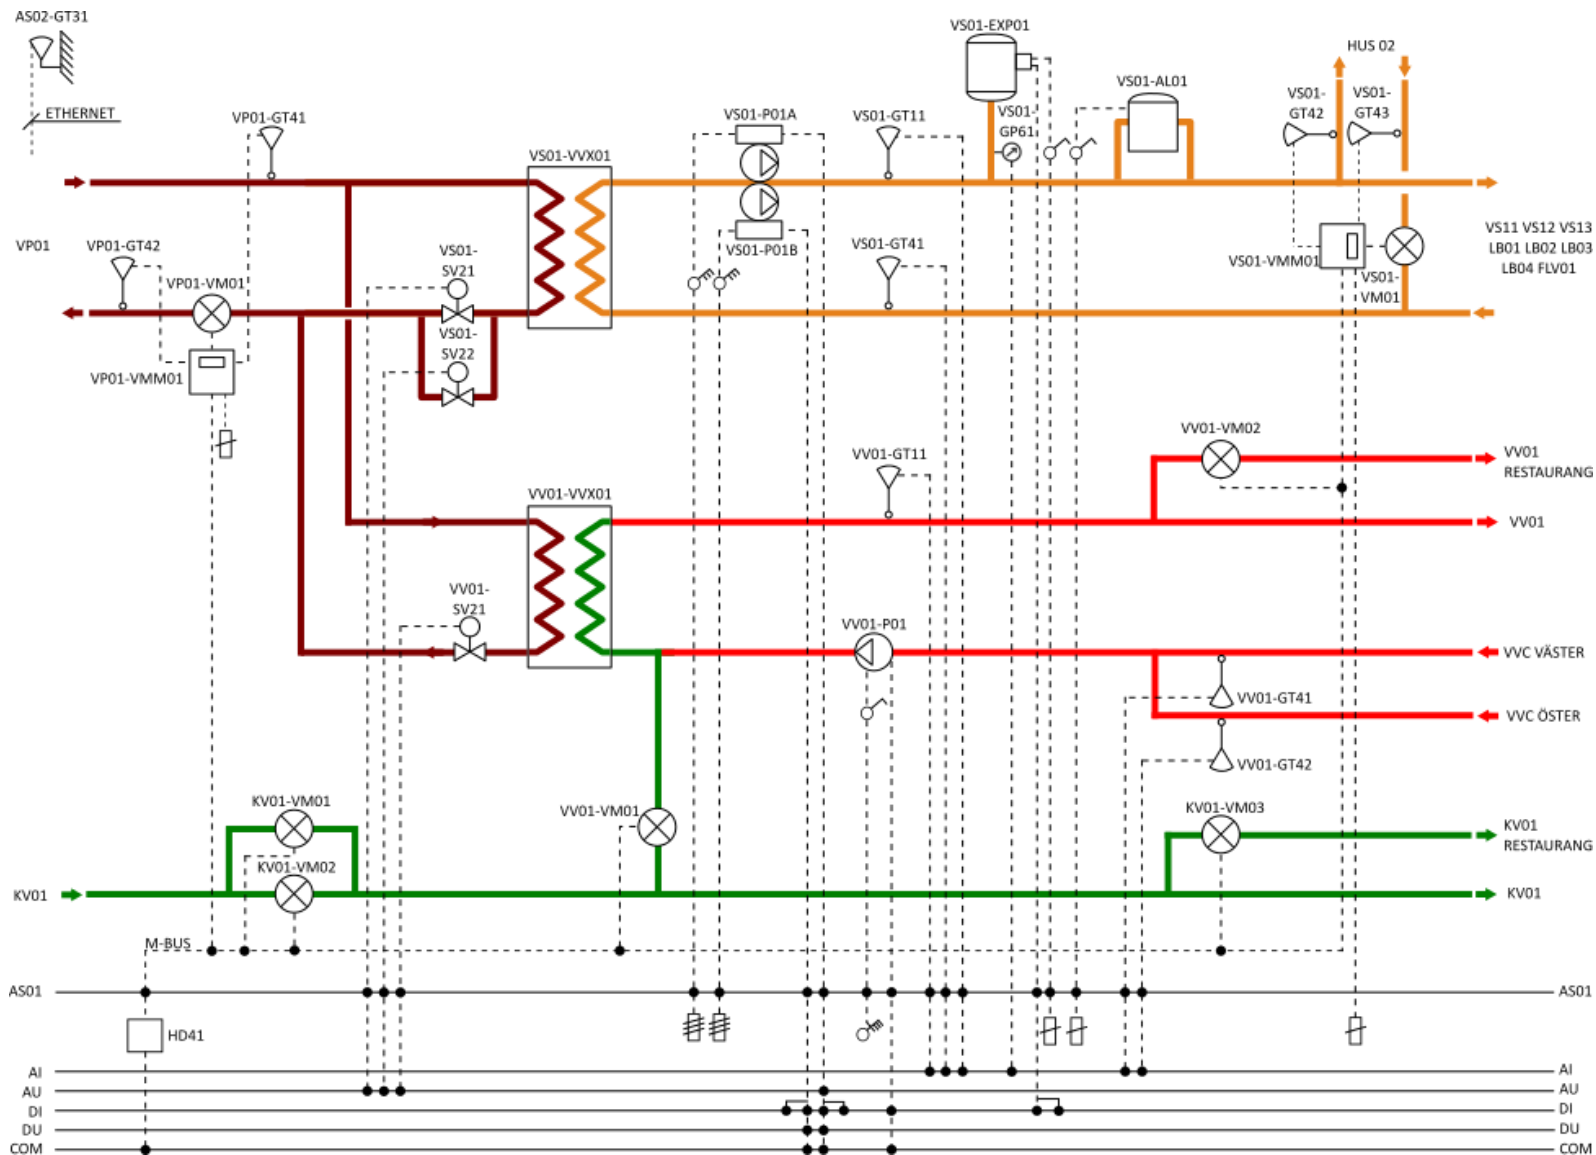 AS02-GT31
ETHERNET
VP01-GT41
VS01-VVX01
VS01-P01A
VS01-P01B
VS01-GT11
VS01-EXP01
VS01-
GP61
VS01-AL01
HUS 02
VS01-
GT42
VS01-
GT43
VP01
VP01-GT42
VP01-VM01
VP01-VMM01
VS01-
SV21
VS01-
SV22
VS01-GT41
VS01-VMM01
VS01-
VM01
VS11 VS12 VS13
LB01 LB02 LB03
LB04 FLV01
VV01-VVX01
VV01-GT11
VV01-VM02
VV01
RESTAURANG
VV01
VV01-
SV21
VV01-P01
VVC VÄSTER
VV01-GT41
VVC ÖSTER
VV01-GT42
KV01-VM01
KV01-VM02
VV01-VM01
KV01-VM03
KV01
RESTAURANG
KV01
KV01
M-BUS
AS01
AS01
HD41
AI
AI
AU
AU
DI
DI
DU
DU
COM
COM